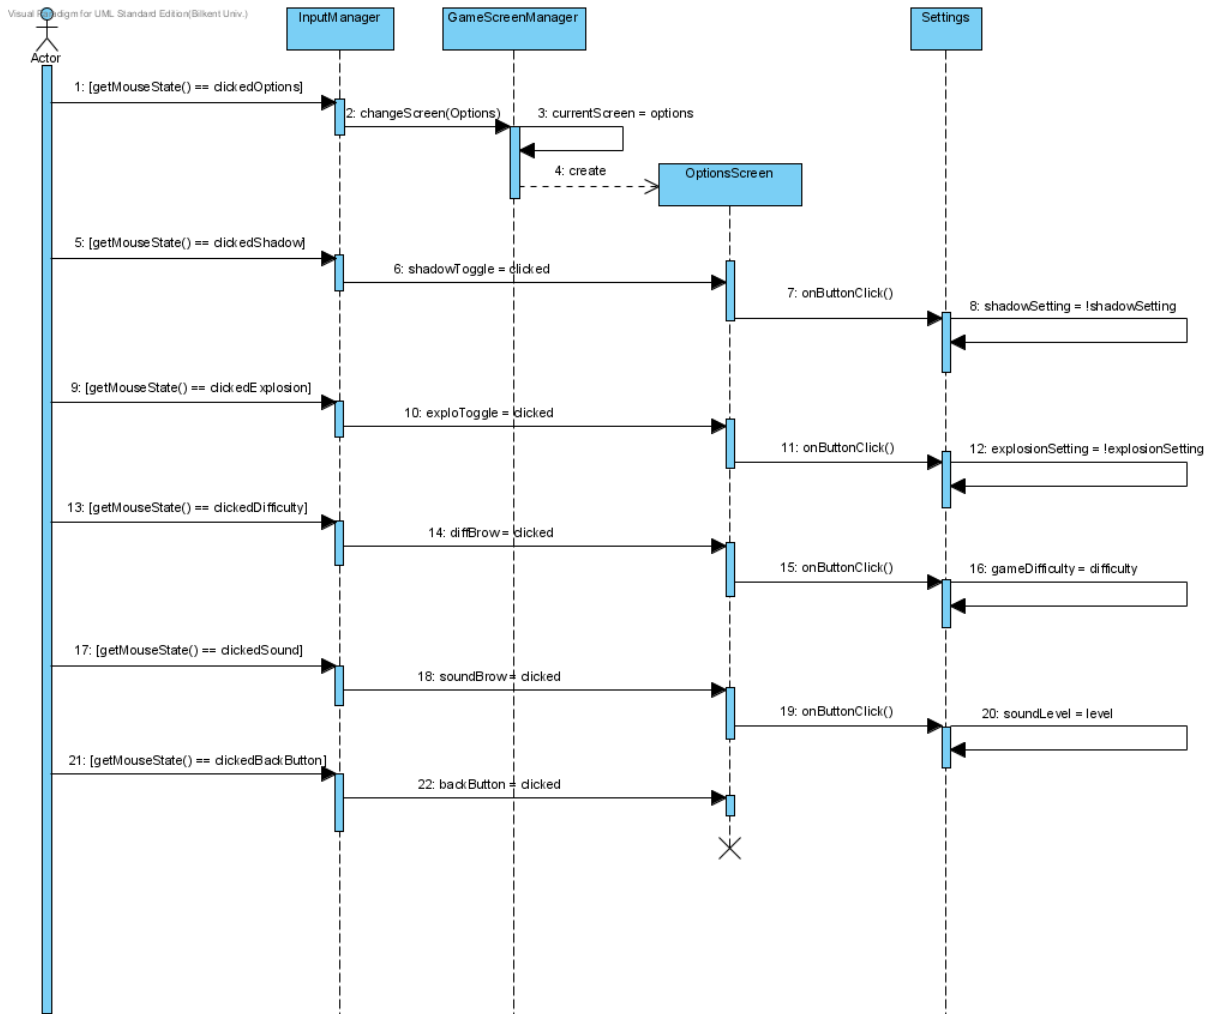 Visual Paradigm for UML Standard Edition(Bilkent Univ.)
Actor
InputManager
GameScreenManager
Settings
1: [getMouseState() == clickedOptions]
2: changeScreen(Options)
3: currentScreen = options
4: create
OptionsScreen
5: [getMouseState() == clickedShadow]
6: shadowToggle = clicked
7: onButtonClick()
8: shadowSetting = !shadowSetting
9: [getMouseState() == clickedExplosion]
10: exploToggle = clicked
11: onButtonClick()
12: explosionSetting = !explosionSetting
13: [getMouseState() == clickedDifficulty]
14: diffBrow = clicked
15: onButtonClick()
16: gameDifficulty = difficulty
17: [getMouseState() == clickedSound]
18: soundBrow = clicked
19: onButtonClick()
20: soundLevel = level
21: [getMouseState() == clickedBackButton]
22: backButton = clicked